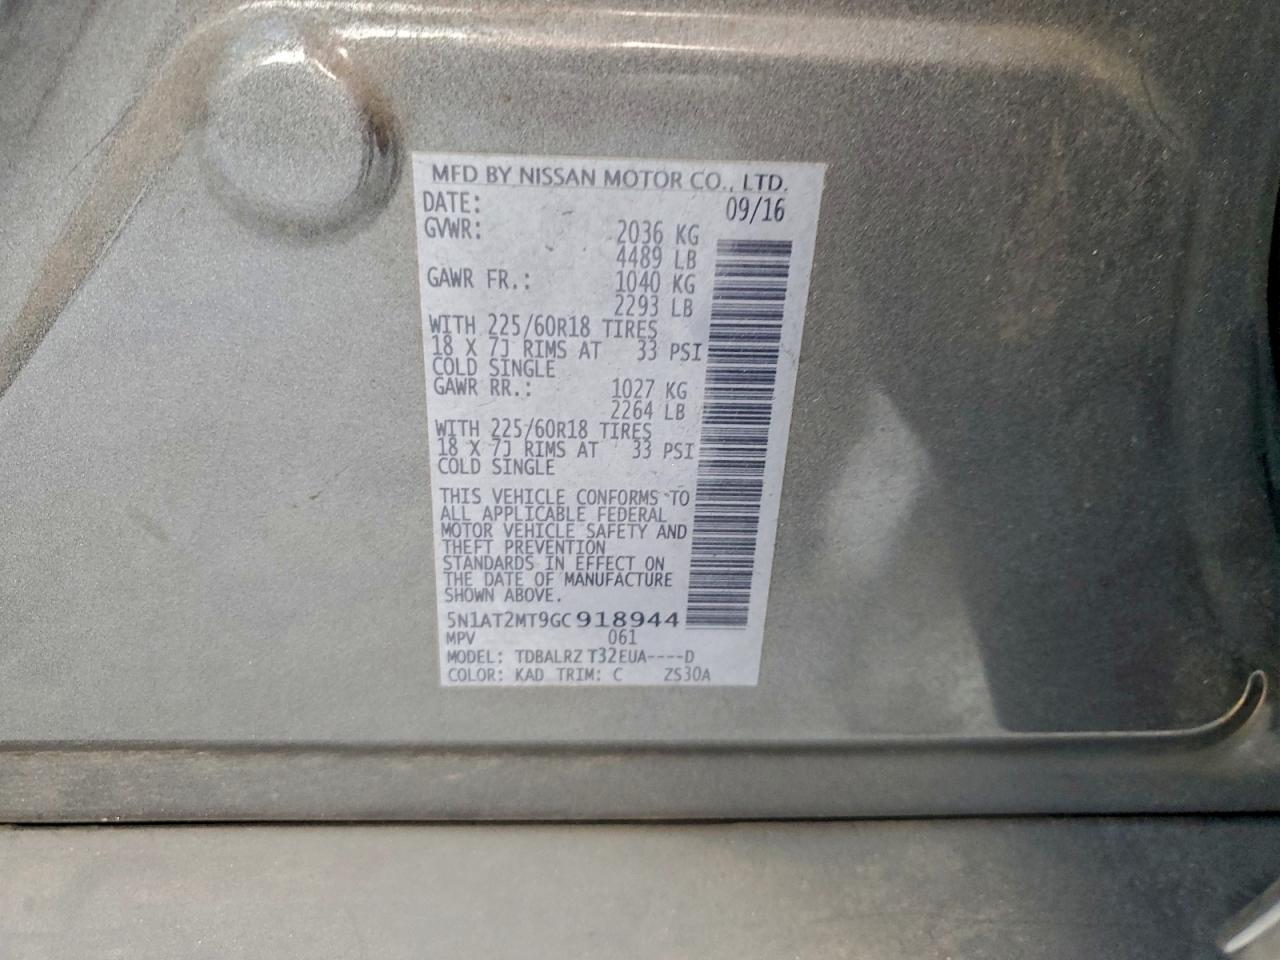 MFD BY NISSAN MOTOR CO., LTD.
DATE: 09/16
GVWR: 2036 KG
4489 LB
GAWR FR.: 1040 KG
2293 LB
WITH 225/60R18 TIRES
18 X 7J RIMS AT 33 PSI
COLD SINGLE
GAWR RR.: 1027 KG
2264 LB
WITH 225/60R18 TIRES
18 X 7J RIMS AT 33 PSI
COLD SINGLE
THIS VEHICLE CONFORMS TO
ALL APPLICABLE FEDERAL
MOTOR VEHICLE SAFETY AND
THEFT PREVENTION
STANDARDS IN EFFECT ON
THE DATE OF MANUFACTURE
SHOWN ABOVE.
5N1AT2MT9GC918944
MPV 061
MODEL: TDBALRZ T32EUA----D
COLOR: KAD TRIM: C ZS30A